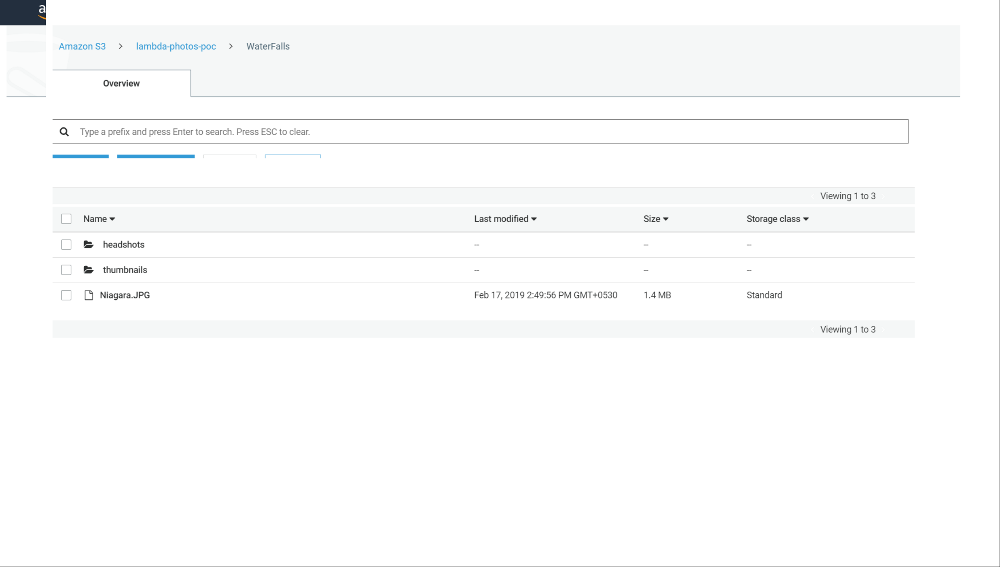 a
Amazon S3 > lambda-photos-poc > WaterFalls
Overview
Type a prefix and press Enter to search. Press ESC to clear.
Viewing 1 to 3
Name Last modified Size Storage class
headshots -- -- --
thumbnails -- -- --
Niagara.JPG Feb 17, 2019 2:49:56 PM GMT+0530 1.4 MB Standard
Viewing 1 to 3